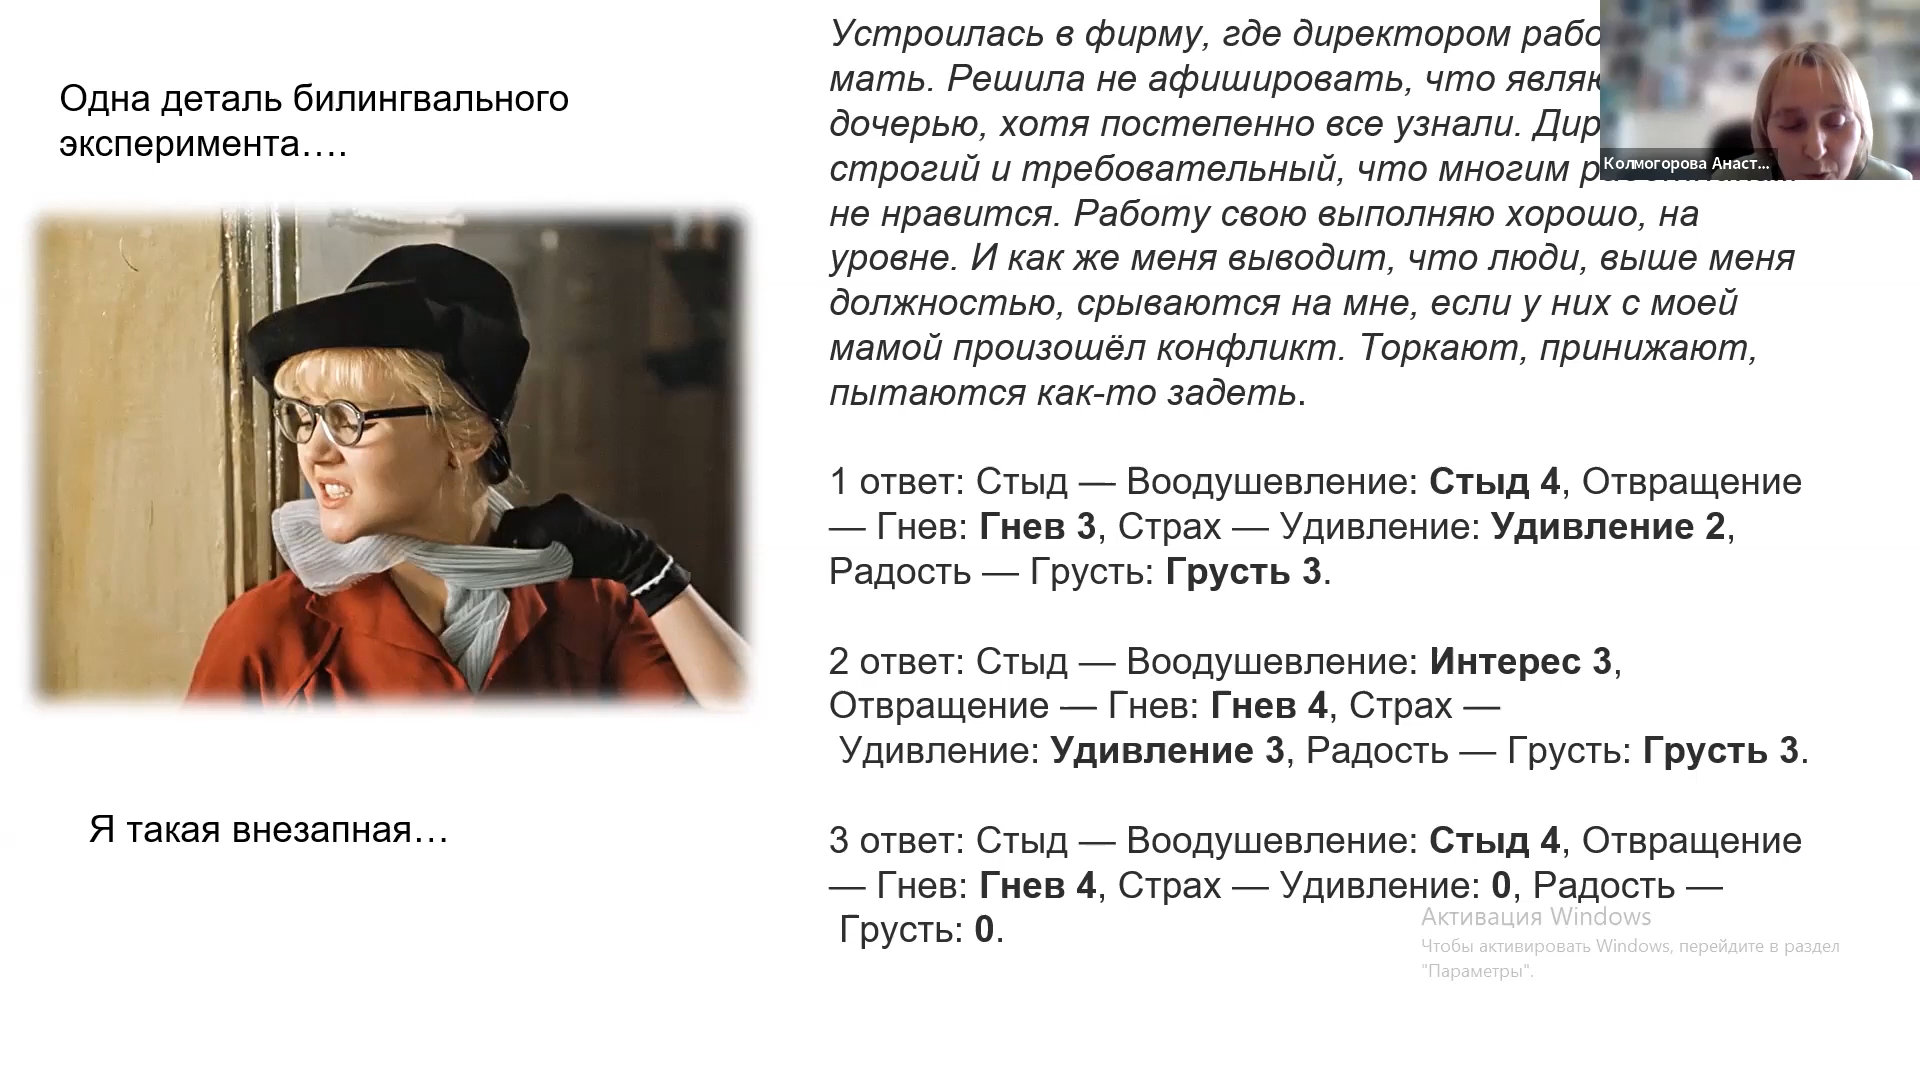 Одна деталь билингвального
эксперимента….
Я такая внезапная…
Устроилась в фирму, где директором
мать. Решила не афишировать, что
дочерью, хотя постепенно все узнали.
строгий и требовательный, что многим
не нравится. Работу свою выполняю хорошо, на
уровне. И как же меня выводит, что люди, выше меня
должностью, срываются на мне, если у них с моей
мамой произошёл конфликт. Торкают, принижают,
пытаются как-то задеть.
1 ответ: Стыд — Воодушевление: Стыд 4, Отвращение
— Гнев: Гнев 3, Страх — Удивление: Удивление 2,
Радость — Грусть: Грусть 3.
2 ответ: Стыд — Воодушевление: Интерес 3,
Отвращение — Гнев: Гнев 4, Страх —
Удивление: Удивление 3, Радость — Грусть: Грусть 3.
3 ответ: Стыд — Воодушевление: Стыд 4, Отвращение
— Гнев: Гнев 4, Страх — Удивление: 0, Радость —
Грусть: 0.
Колмогорова Анаст...
Активация Windows
Чтобы активировать Windows, перейдите в раздел
"Параметры".